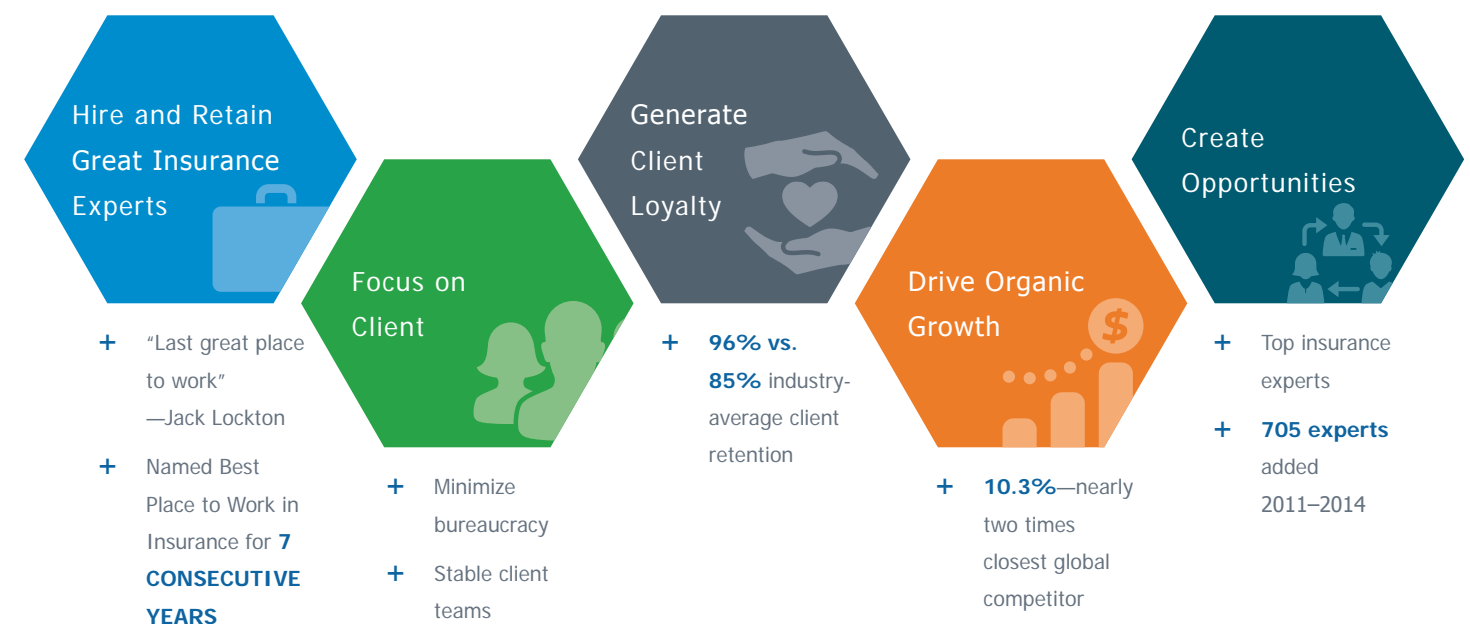 Hire and Retain
Great Insurance
Experts
+ “Last great place
to work”
—Jack Lockton
+ Named Best
Place to Work in
Insurance for 7
CONSECUTIVE
YEARS
Focus on
Client
+ Minimize
bureaucracy
+ Stable client
teams
Generate
Client
Loyalty
+ 96% vs.
85% industry-
average client
retention
Drive Organic
Growth
$
+ 10.3%—nearly
two times
closest global
competitor
Create
Opportunities
+ Top insurance
experts
+ 705 experts
added
2011–2014